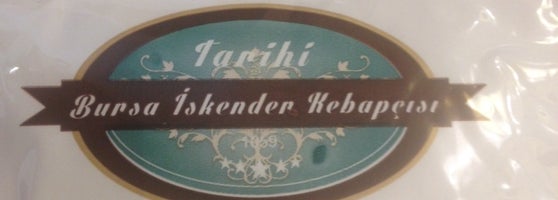 Tarihi
Bursa İskender Kebapçısı